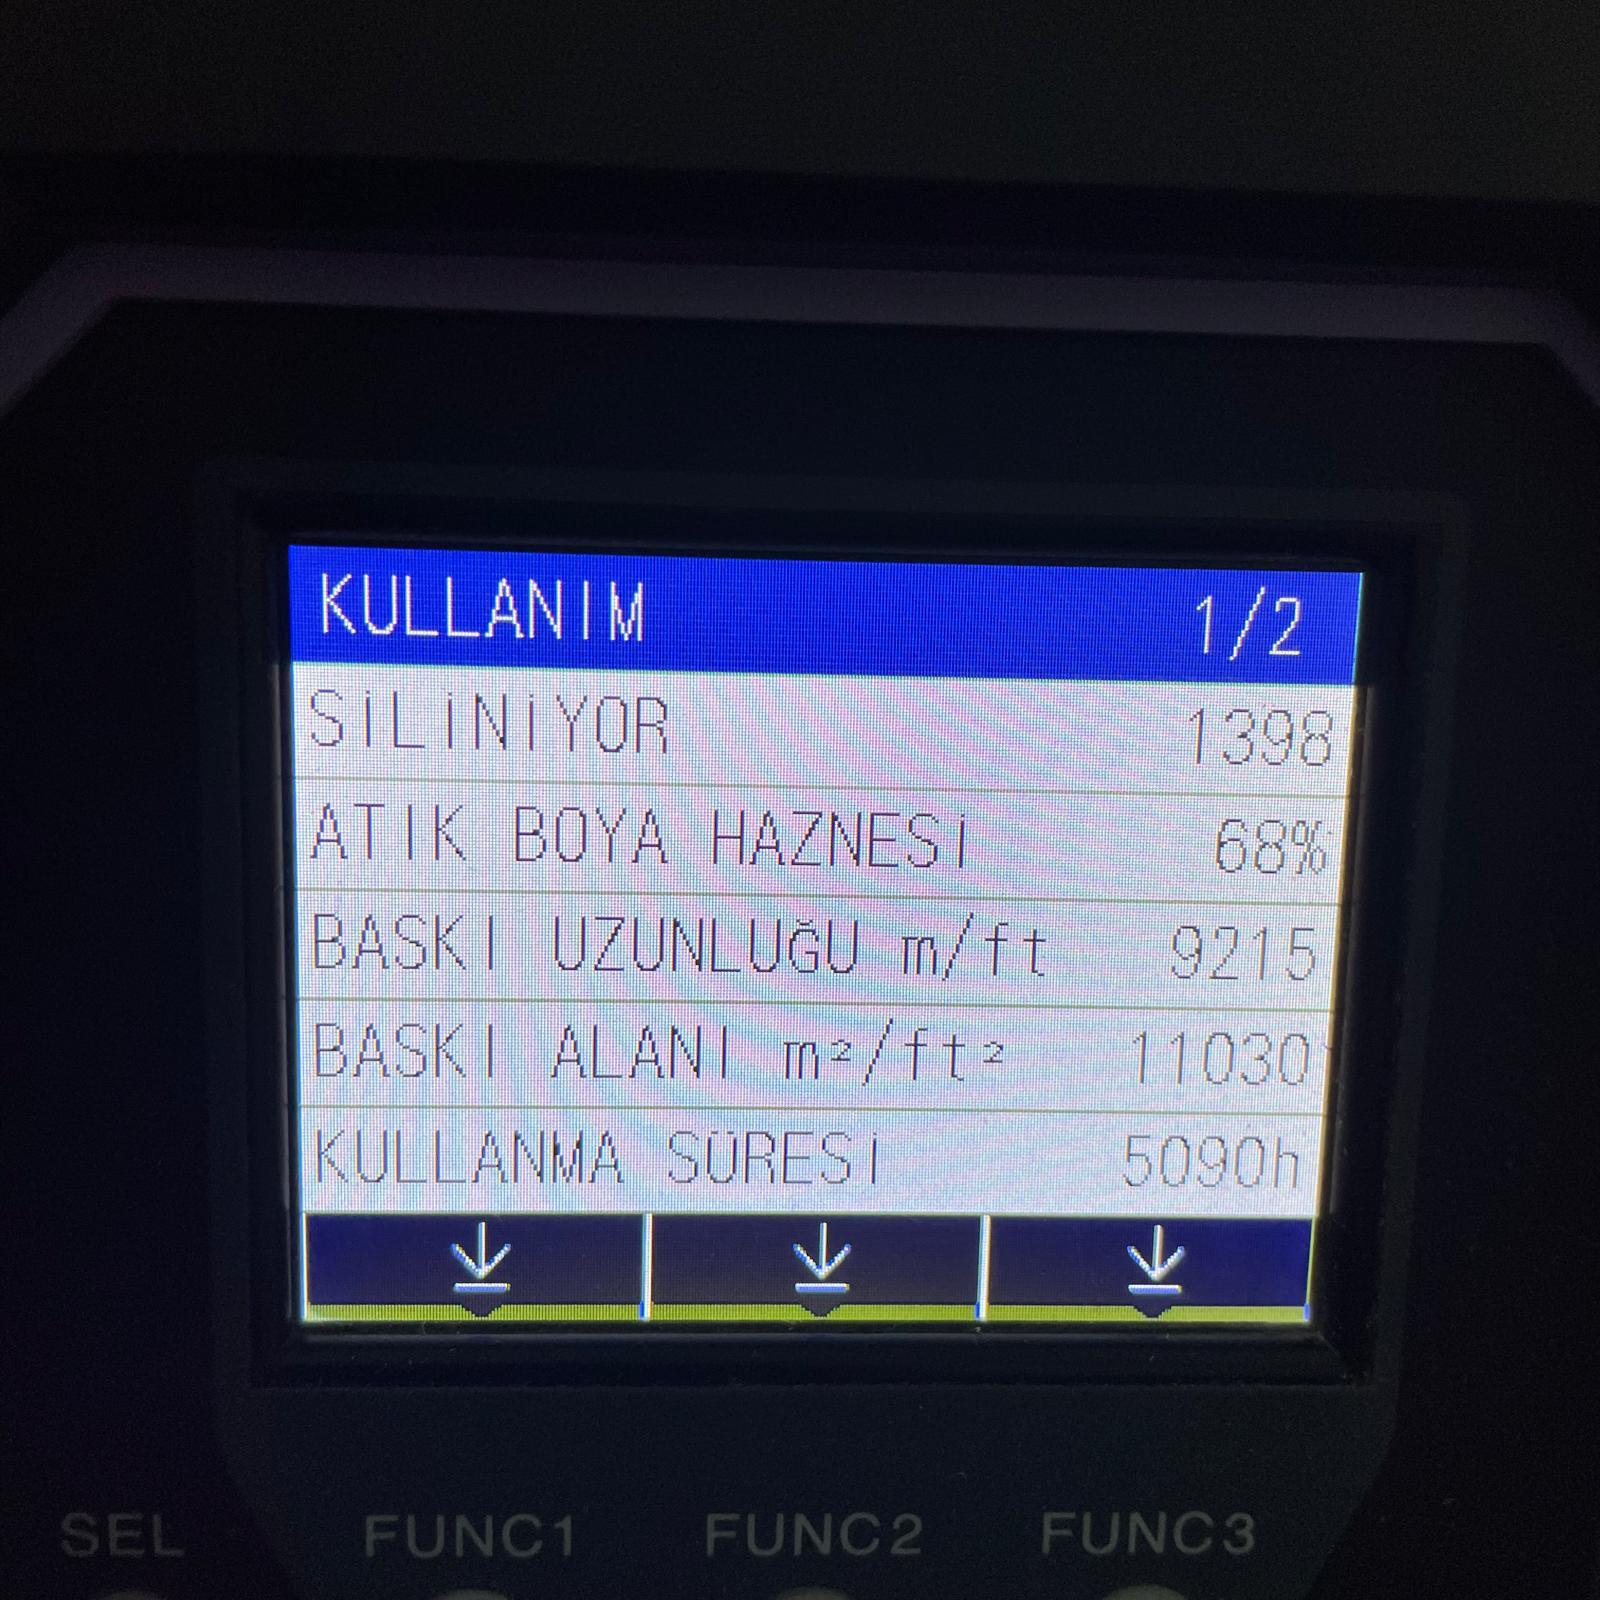 KULLANIM 1/2
SİLİNİYOR 1398
ATIK BOYA HAZNESİ 68%
BASKI UZUNLUĞU m/ft 9215
BASKI ALANI m²/ft² 11030
KULLANMA SÜRESİ 5090h
SEL FUNC1 FUNC2 FUNC3